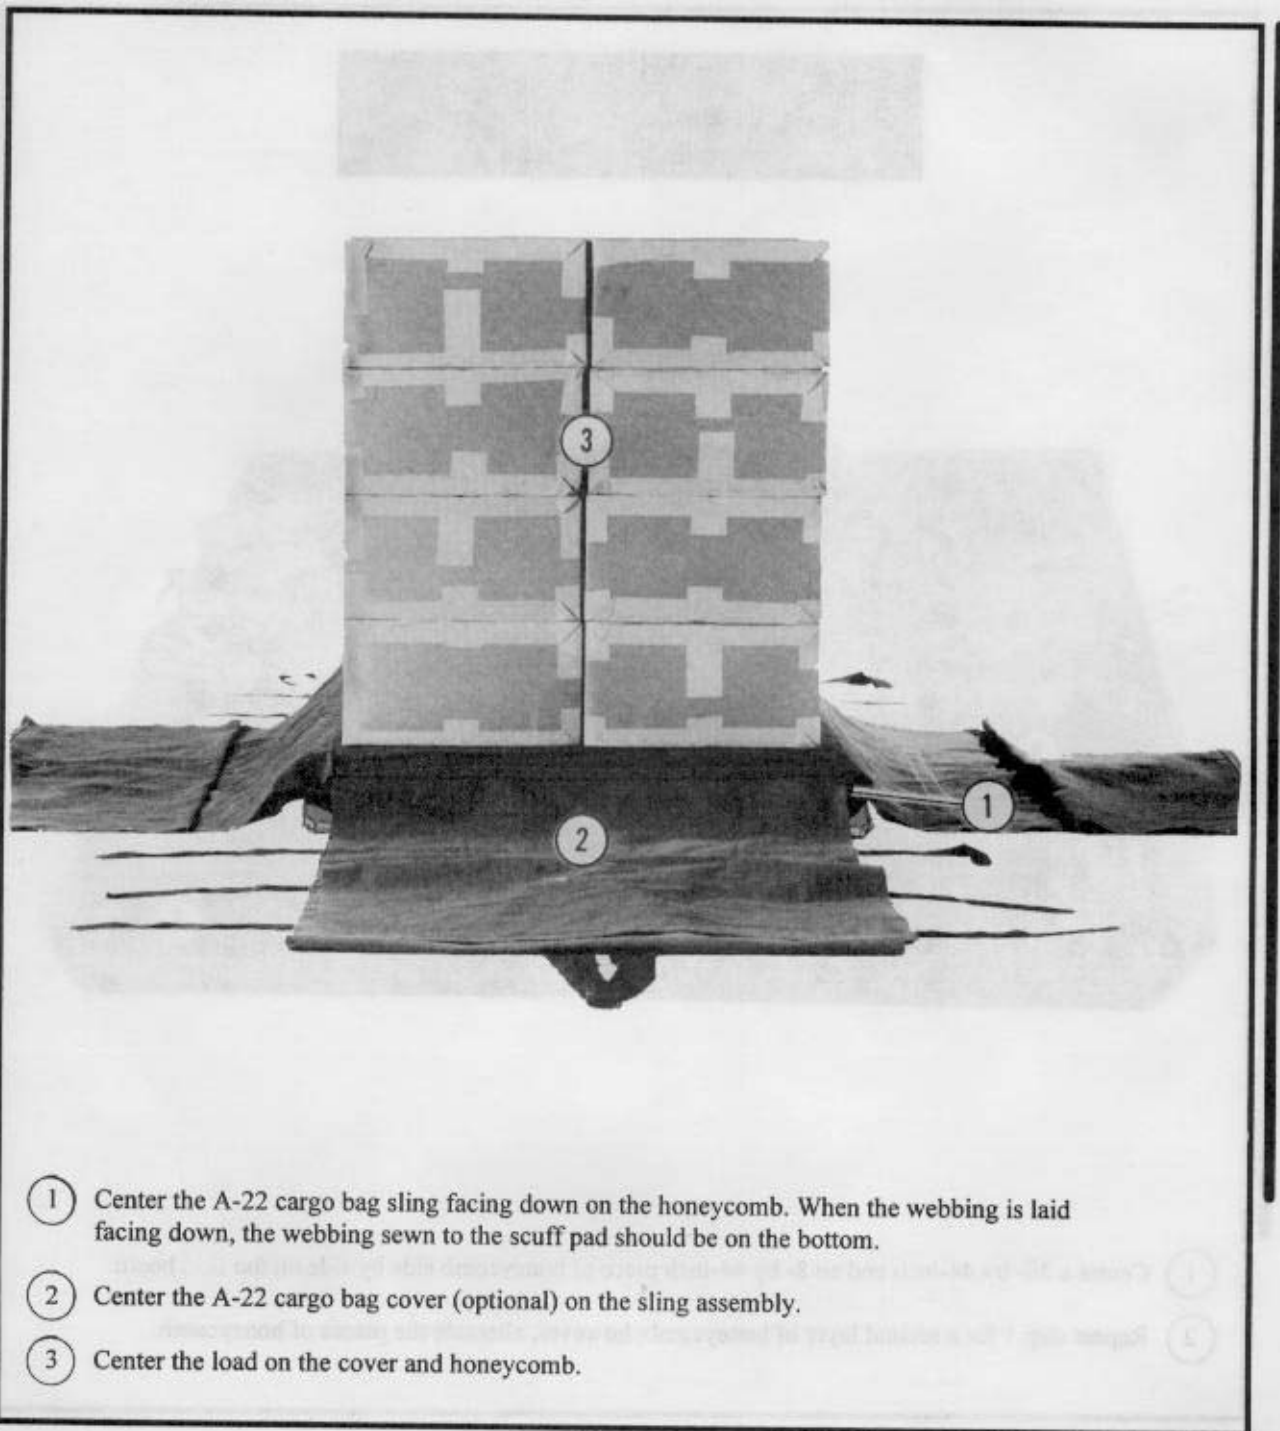 3
1
2
1 Center the A-22 cargo bag sling facing down on the honeycomb. When the webbing is laid
facing down, the webbing sewn to the scuff pad should be on the bottom.
2 Center the A-22 cargo bag cover (optional) on the sling assembly.
3 Center the load on the cover and honeycomb.